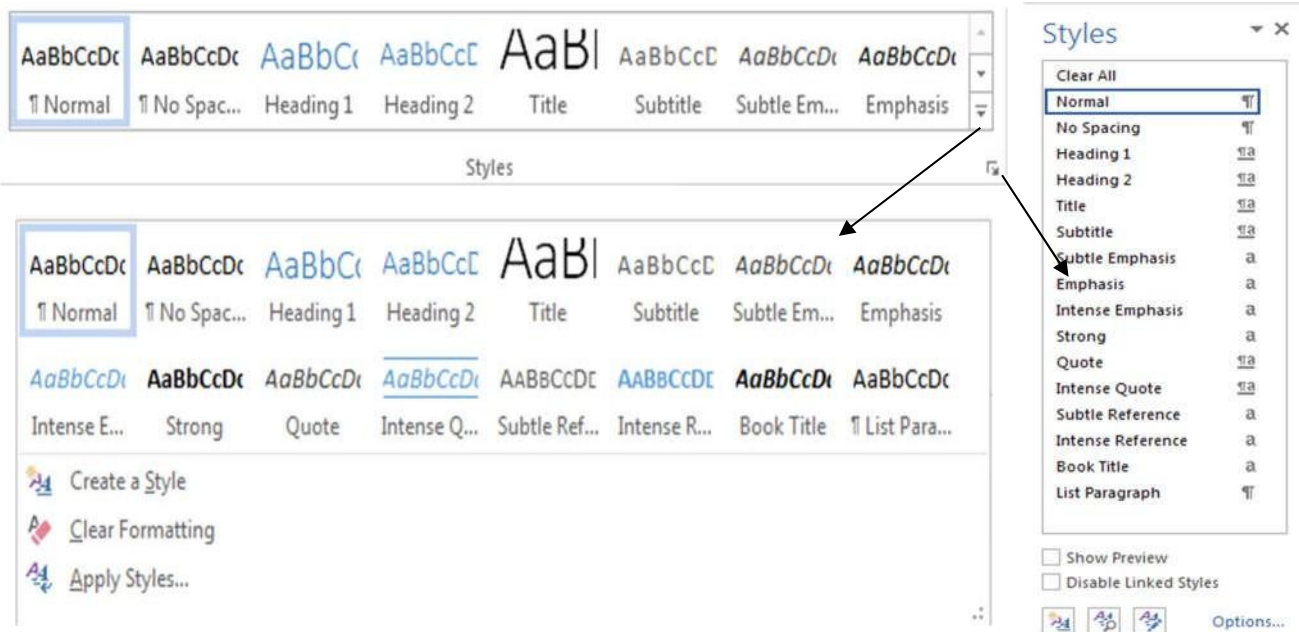 AaBbCcDc AaBbCcDc AaBbCc AaBbCcD AaBl AaBbCcD AaBbCcDc AaBbCcDc
¶ Normal ¶ No Spac... Heading 1 Heading 2 Title Subtitle Subtle Em... Emphasis
Styles
AaBbCcDc AaBbCcDc AaBbCc AaBbCcD AaBl AaBbCcD AaBbCcDc AaBbCcDc
¶ Normal ¶ No Spac... Heading 1 Heading 2 Title Subtitle Subtle Em... Emphasis
AaBbCcDc AaBbCcDc AaBbCcDc AaBbCcDc AABBCCDD AABBCCDD AaBbCcDc AaBbCcDc
Intense E... Strong Quote Intense Q... Subtle Ref... Intense R... Book Title ¶ List Para...
Create a Style
Clear Formatting
Apply Styles...
Styles
Clear All
Normal ¶
No Spacing ¶
Heading 1 ¶a
Heading 2 ¶a
Title ¶a
Subtitle ¶a
Subtle Emphasis a
Emphasis a
Intense Emphasis a
Strong a
Quote ¶a
Intense Quote ¶a
Subtle Reference a
Intense Reference a
Book Title a
List Paragraph ¶
Show Preview
Disable Linked Styles
Options...